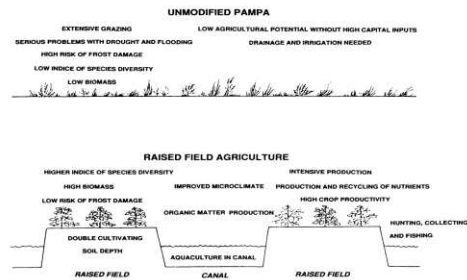 UNMODIFIED PAMPA
EXTENSIVE GRAZING
LOW AGRICULTURAL POTENTIAL WITHOUT HIGH CAPITAL INPUTS
SERIOUS PROBLEMS WITH DROUGHT AND FLOODING
DRAINAGE AND IRRIGATION NEEDED
HIGH RISK OF FROST DAMAGE
LOW INDICE OF SPECIES DIVERSITY
LOW BIOMASS
RAISED FIELD AGRICULTURE
HIGHER INDICE OF SPECIES DIVERSITY
INTENSIVE PRODUCTION
HIGH BIOMASS
IMPROVED MICROCLIMATE
PRODUCTION AND RECYCLING OF NUTRIENTS
LOW RISK OF FROST DAMAGE
HIGH CROP PRODUCTIVITY
ORGANIC MATTER PRODUCTION
HUNTING, COLLECTING
AND FISHING
DOUBLE CULTIVATING
SOIL DEPTH
AQUACULTURE IN CANAL
RAISED FIELD
CANAL
RAISED FIELD